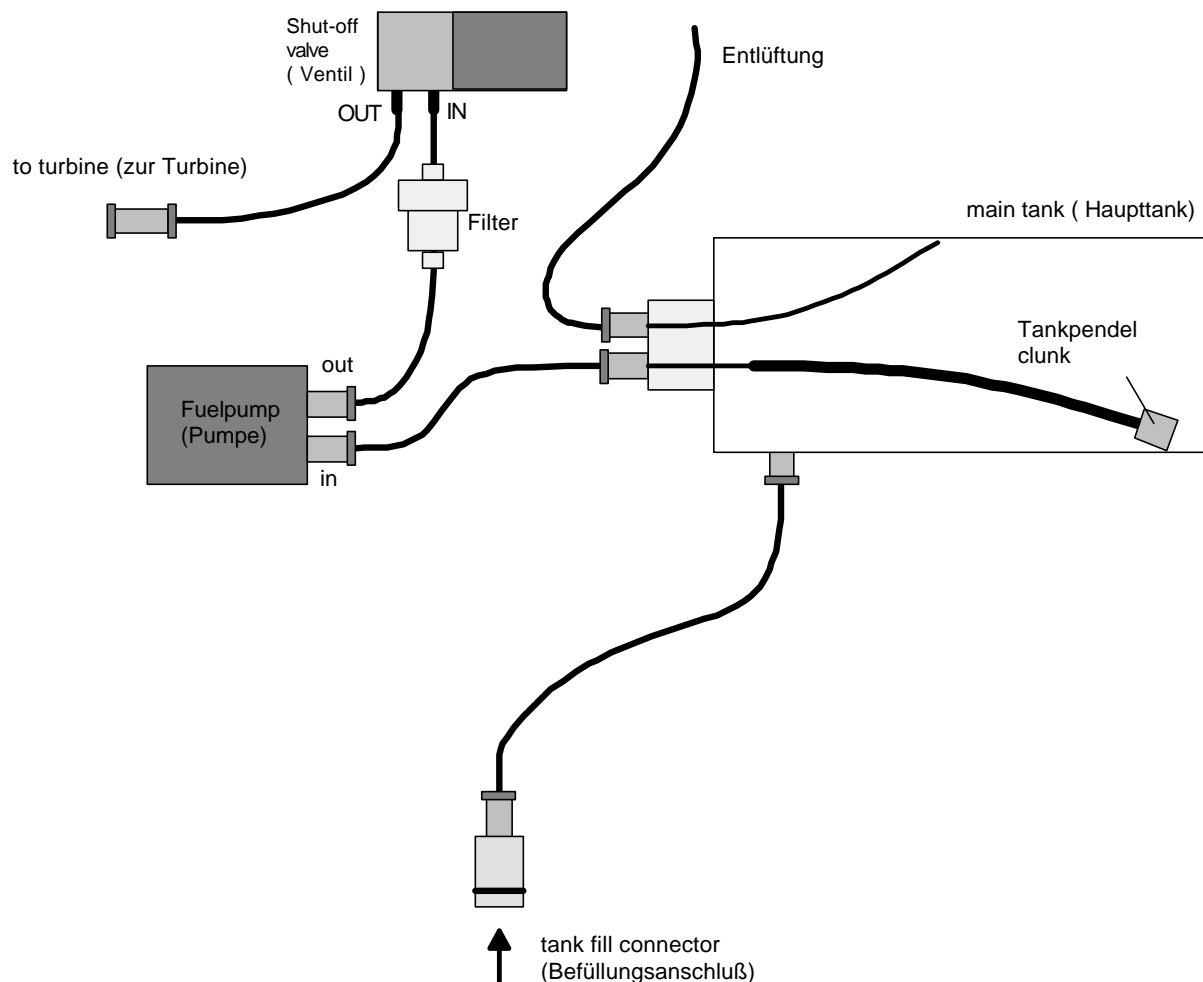 Shut-off
valve
( Ventil )
Entlüftung
OUT
IN
to turbine (zur Turbine)
Filter
main tank ( Haupttank)
Tankpendel
clunk
out
Fuelpump
(Pumpe)
in
tank fill connector
(Befüllungsanschluß)